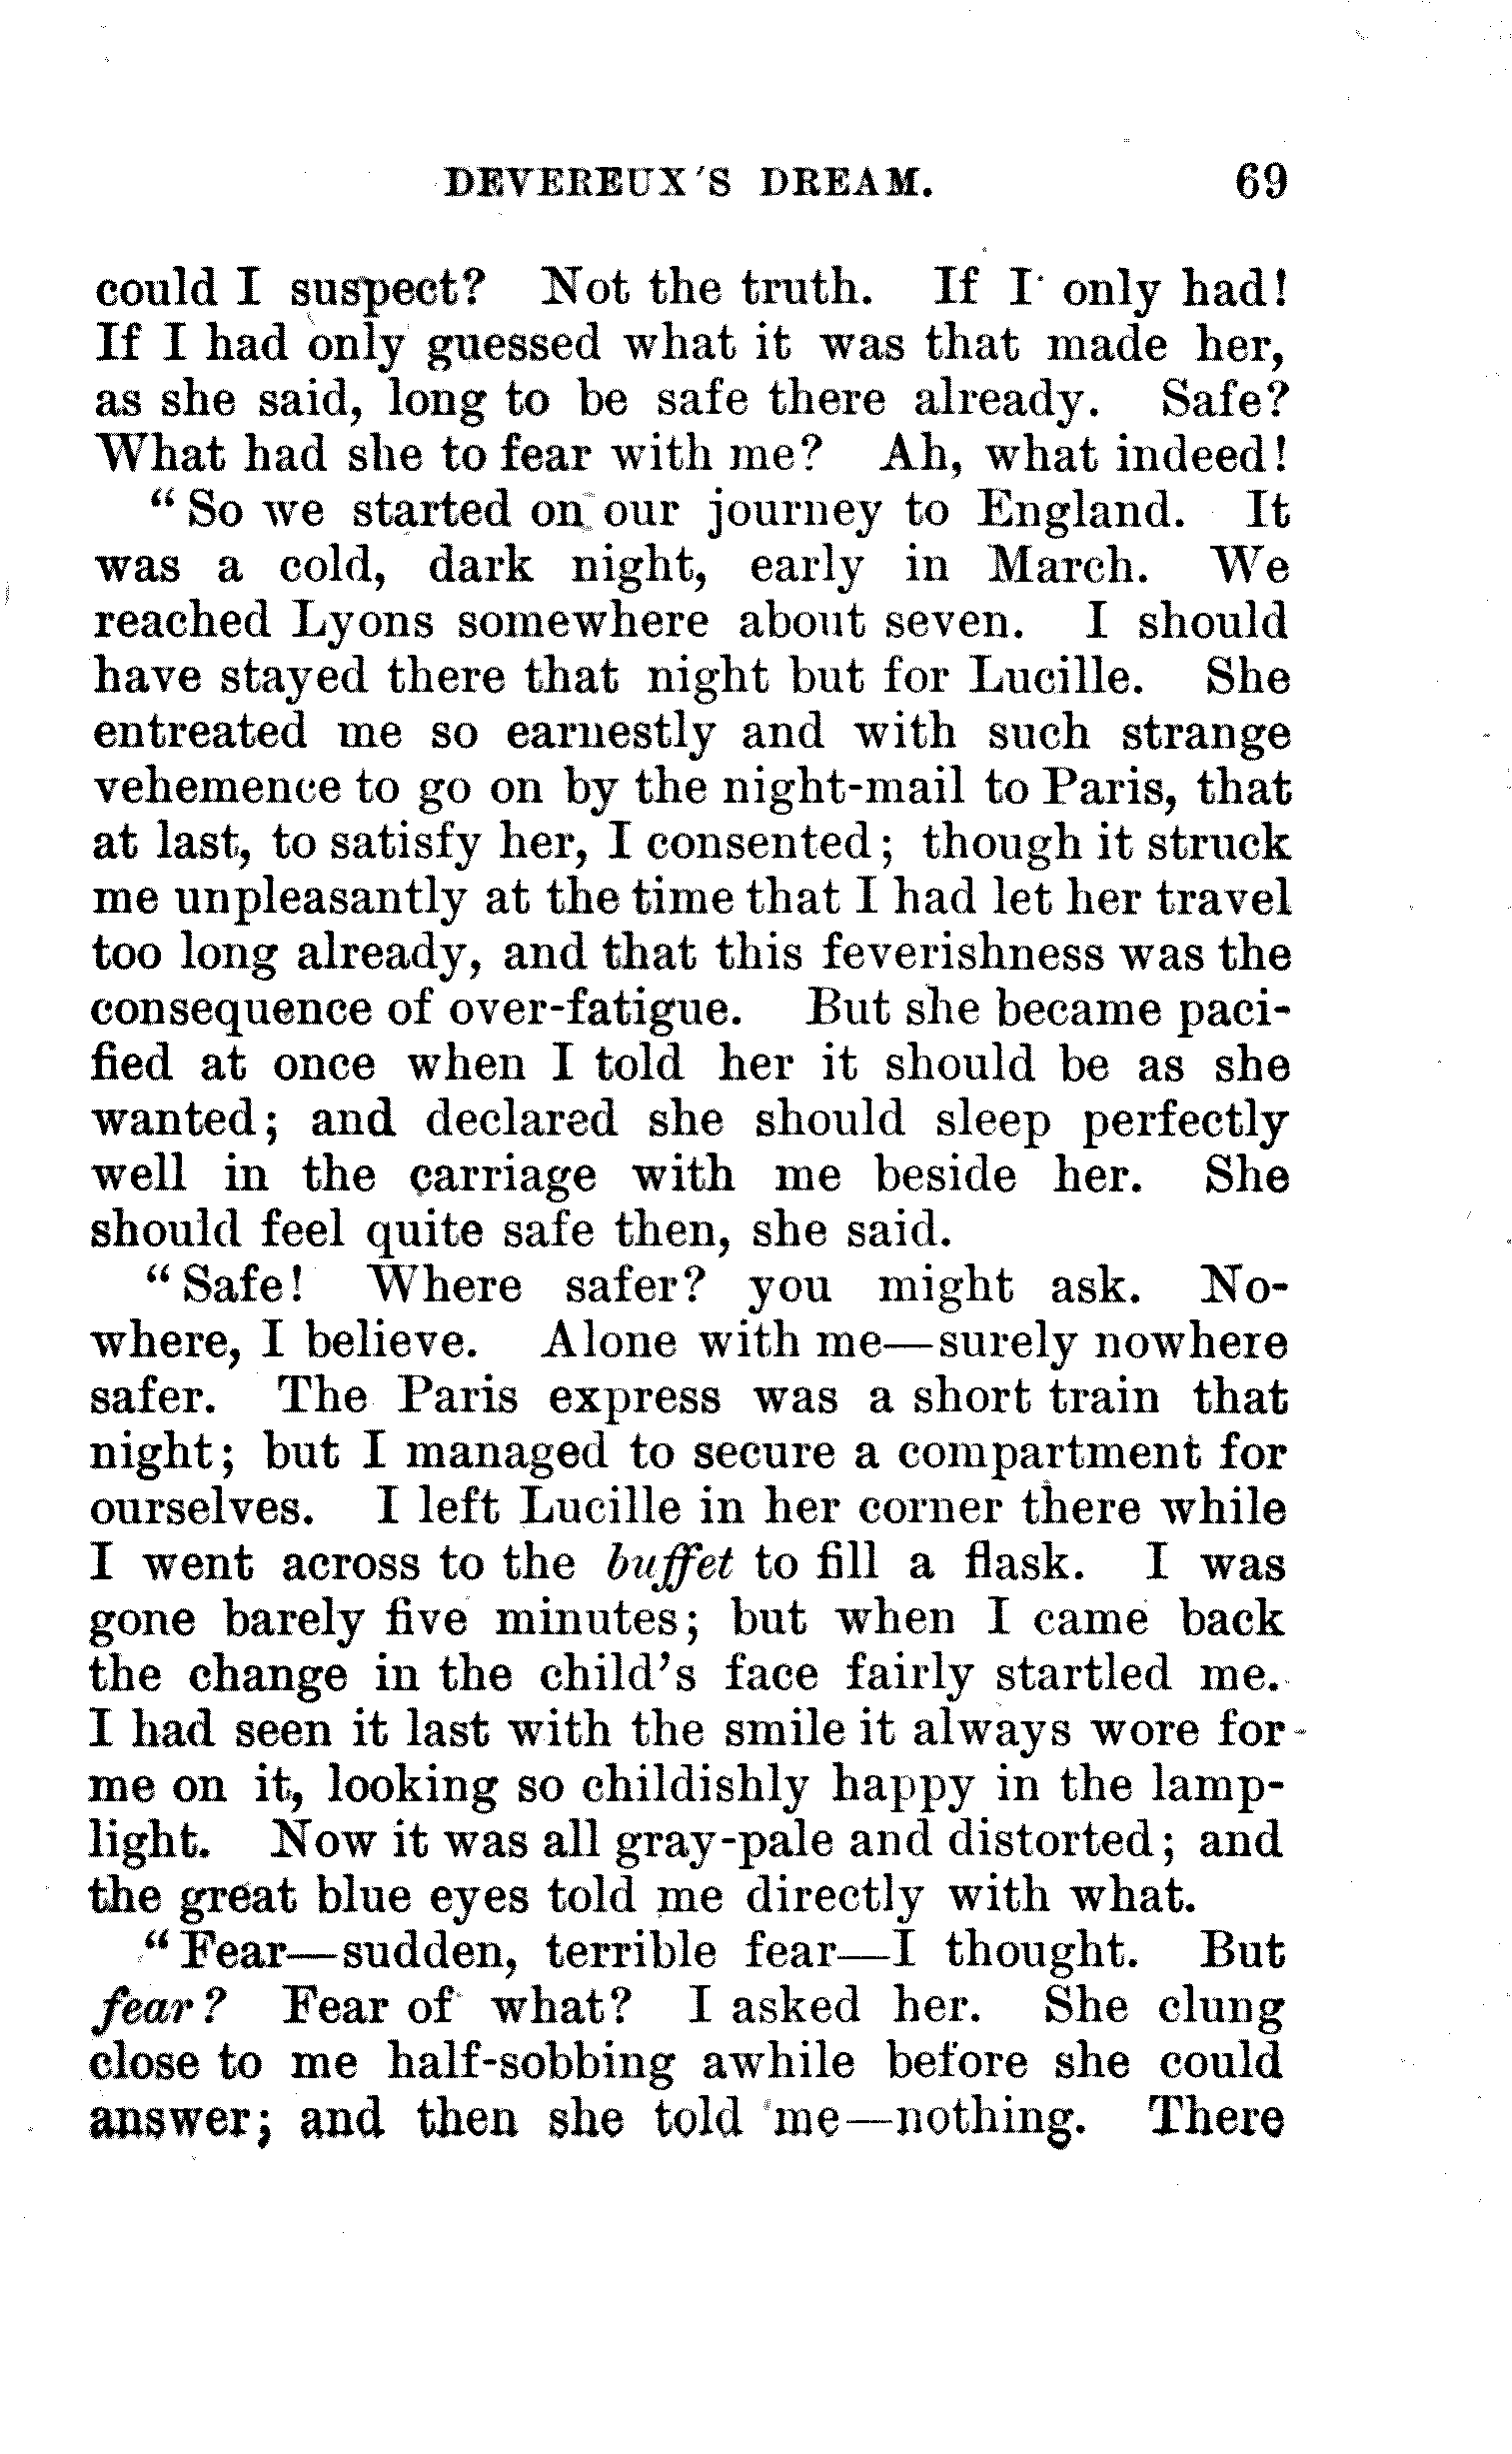 DEVEREUX'S DREAM. 69
could I suspect? Not the truth. If I only had!
If I had only guessed what it was that made her,
as she said, long to be safe there already. Safe?
What had she to fear with me? Ah, what indeed!
“So we started on our journey to England. It
was a cold, dark night, early in March. We
reached Lyons somewhere about seven. I should
have stayed there that night but for Lucille. She
entreated me so earnestly and with such strange
vehemence to go on by the night-mail to Paris, that
at last, to satisfy her, I consented; though it struck
me unpleasantly at the time that I had let her travel
too long already, and that this feverishness was the
consequence of over-fatigue. But she became paci-
fied at once when I told her it should be as she
wanted; and declared she should sleep perfectly
well in the carriage with me beside her. She
should feel quite safe then, she said.
“Safe! Where safer? you might ask. No-
where, I believe. Alone with me—surely nowhere
safer. The Paris express was a short train that
night; but I managed to secure a compartment for
ourselves. I left Lucille in her corner there while
I went across to the buffet to fill a flask. I was
gone barely five minutes; but when I came back
the change in the child's face fairly startled me.
I had seen it last with the smile it always wore for
me on it, looking so childishly happy in the lamp-
light. Now it was all gray-pale and distorted; and
the great blue eyes told me directly with what.
“Fear—sudden, terrible fear—I thought. But
fear? Fear of what? I asked her. She clung
close to me half-sobbing awhile before she could
answer; and then she told me—nothing. There